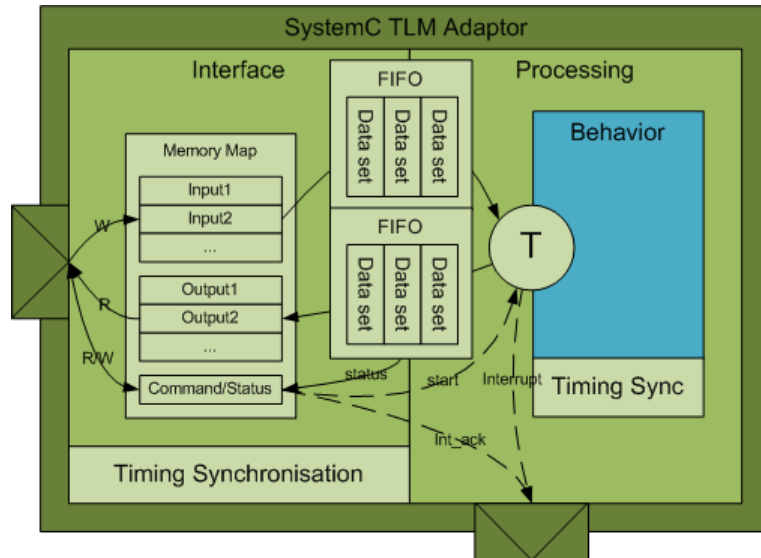 SystemC TLM Adaptor
Interface
Processing
FIFO
Data set
Data set
Data set
Memory Map
Input1
Input2
...
Output1
Output2
...
Command/Status
FIFO
Data set
Data set
Data set
Behavior
T
W
R
R/W
status
start
Interrupt
Int_ack
Timing Sync
Timing Synchronisation